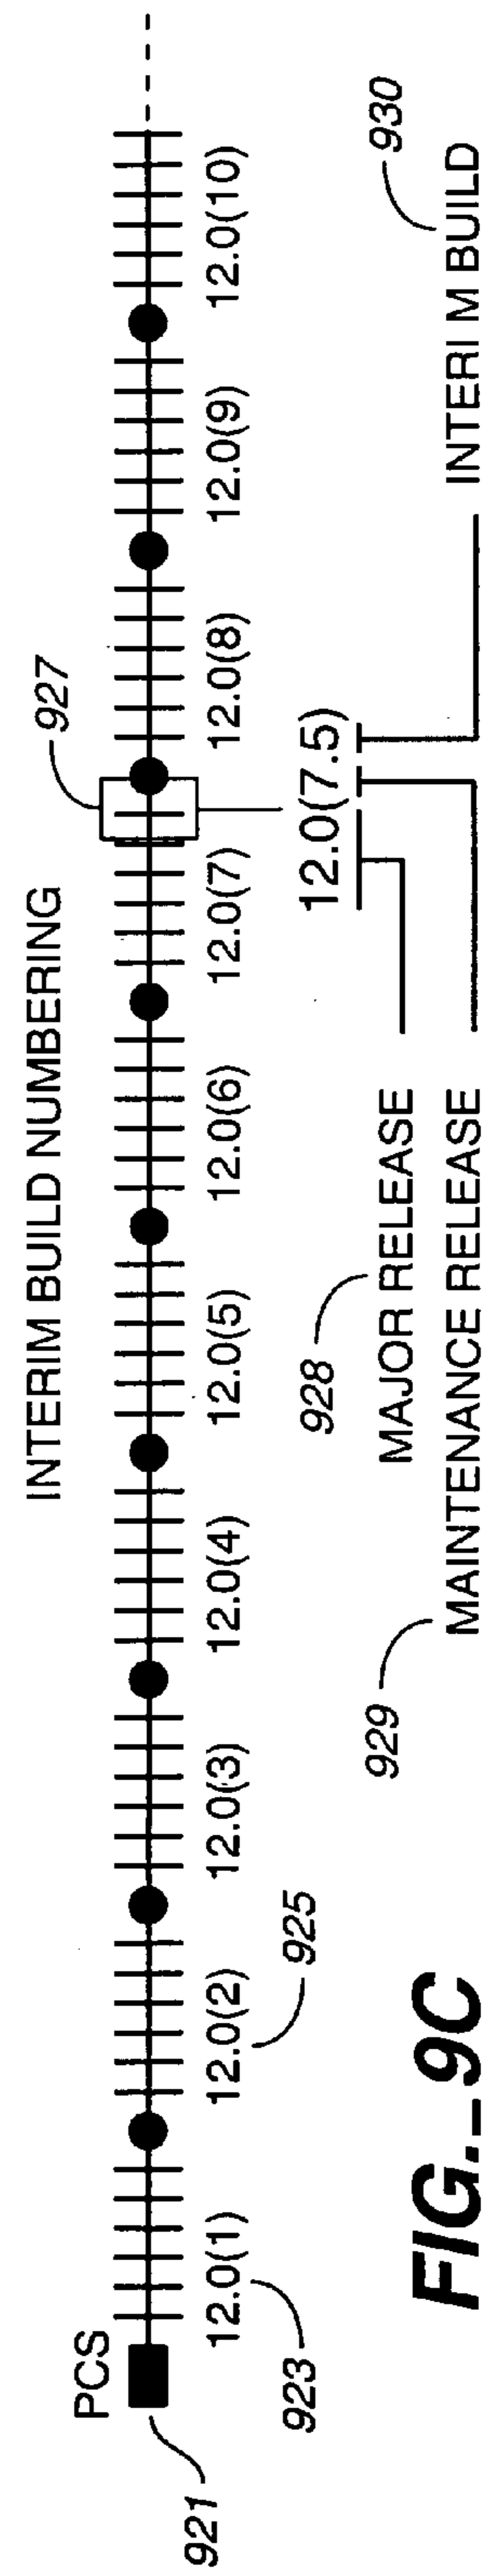 INTERIM BUILD NUMBERING
PCS
927
921
12.0(1) 12.0(2) 12.0(3) 12.0(4) 12.0(5) 12.0(6) 12.0(7) 12.0(8) 12.0(9) 12.0(10)
923
925
12.0(7.5)
928
MAJOR RELEASE
929
MAINTENANCE RELEASE
930
INTERI M BUILD
FIG._9C